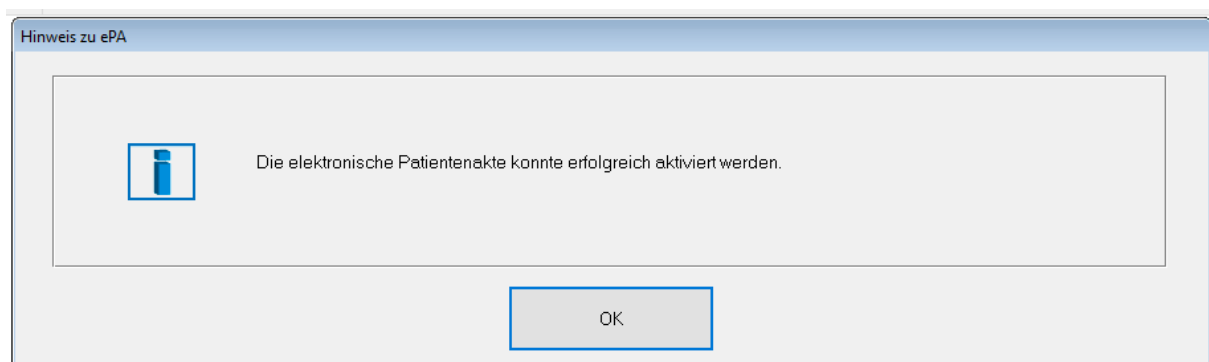 Hinweis zu ePA
Die elektronische Patientenakte konnte erfolgreich aktiviert werden.
OK